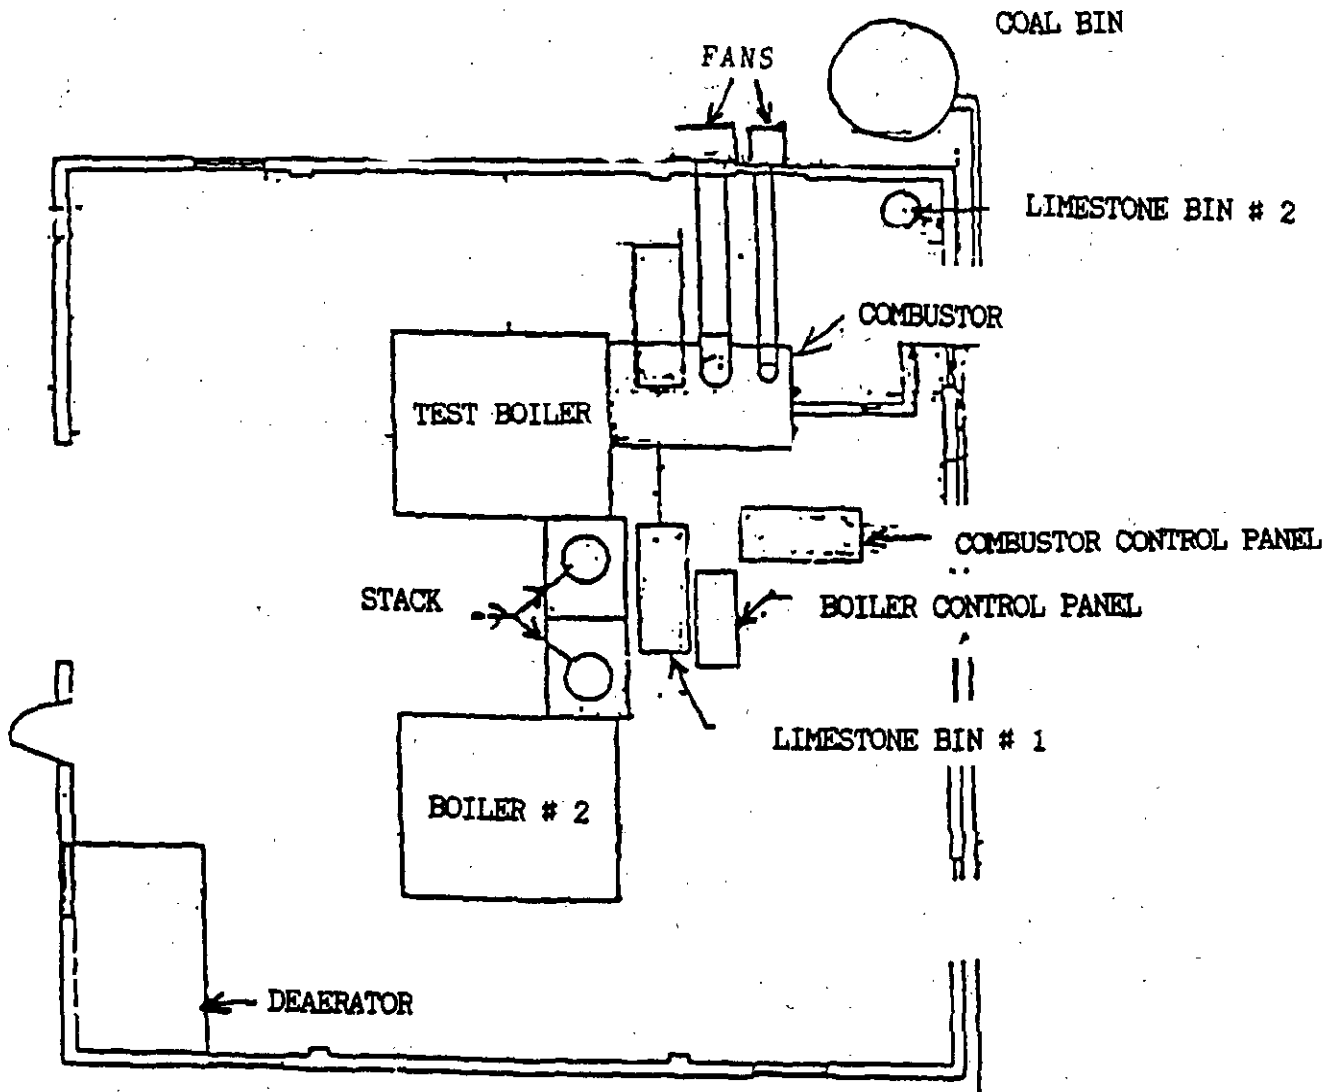 COAL BIN
FANS
LIMESTONE BIN # 2
COMBUSTOR
TEST BOILER
COMBUSTOR CONTROL PANEL
STACK
BOILER CONTROL PANEL
LIMESTONE BIN # 1
BOILER # 2
DEAERATOR